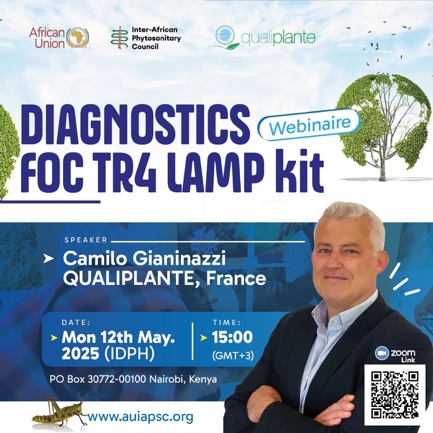 African
Union
Inter-African
Phytosanitary
Council
qualiplante
DIAGNOSTICS
Webinaire
FOC TR4 LAMP kit
SPEAKER
Camilo Gianinazzi
QUALIPLANTE, France
DATE:
Mon 12th May.
2025 (IDPH)
TIME:
15:00
(GMT+3)
zoom
Link
PO Box 30772-00100 Nairobi, Kenya
www.auiapsc.org